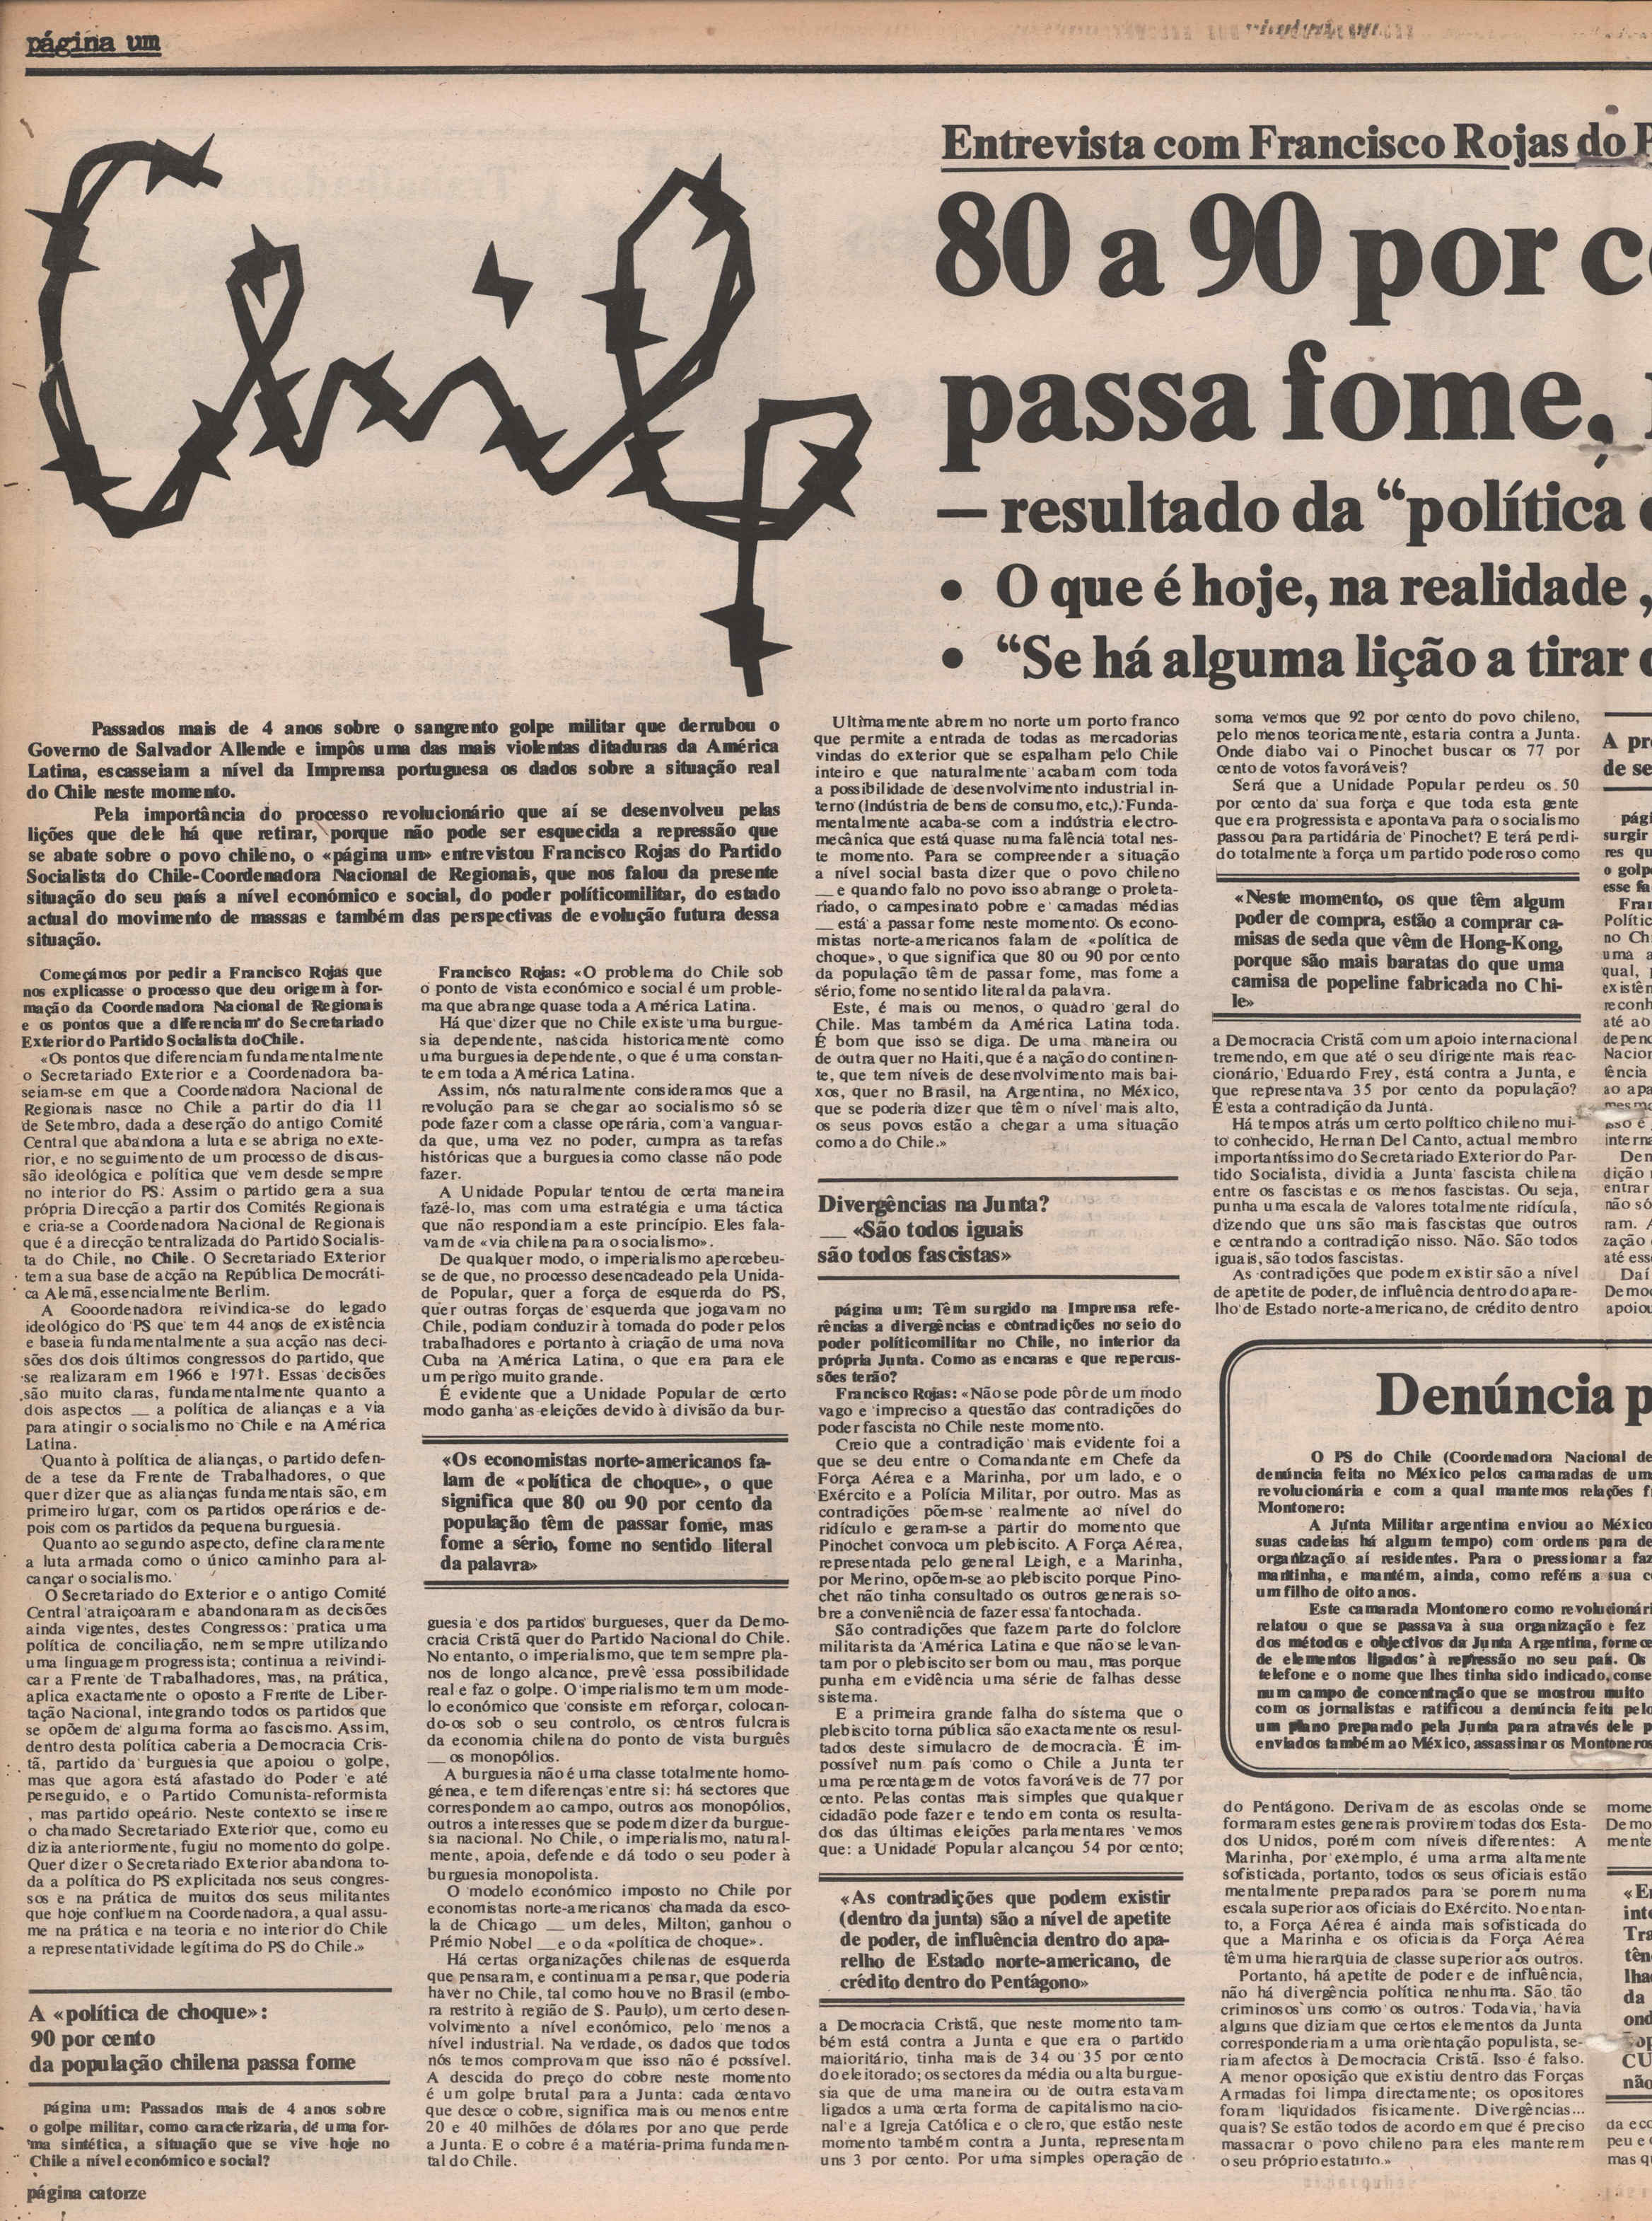 página um
Chile
Entrevista com Francisco Rojas do
80 a 90 por
passa fome,
— resultado da “política
• O que é hoje, na realidade ,
• “Se há alguma lição a tirar
Passados mais de 4 anos sobre o sangrento golpe militar que derrubou o
Governo de Salvador Allende e impôs uma das mais violentas ditaduras da América
Latina, escasseiam a nível da Imprensa portuguesa os dados sobre a situação real
do Chile neste momento.
Pela importância do processo revolucionário que aí se desenvolveu pelas
lições que dele há que retirar, porque não pode ser esquecida a repressão que
se abate sobre o povo chileno, o «página um» entrevistou Francisco Rojas do Partido
Socialista do Chile-Coordenadora Nacional de Regionais, que nos falou da presente
situação do seu país a nível económico e social, do poder políticomilitar, do estado
actual do movimento de massas e também das perspectivas de evolução futura dessa
situação.
Começámos por pedir a Francisco Rojas que
nos explicasse o processo que deu origem à for-
mação da Coordenadora Nacional de Regionais
e os pontos que a diferenciam do Secretariado
Exterior do Partido Socialista do Chile.
«Os pontos que diferenciam fundamentalmente
o Secretariado Exterior e a Coordenadora ba-
seiam-se em que a Coordenadora Nacional de
Regionais nasce no Chile a partir do dia 11
de Setembro, dada a deserção do antigo Comité
Central que abandona a luta e se abriga no exte-
rior, e no seguimento de um processo de discus-
são ideológica e política que vem desde sempre
no interior do PS. Assim o partido gera a sua
própria Direcção a partir dos Comités Regionais
e cria-se a Coordenadora Nacional de Regionais
que é a direcção centralizada do Partido Socialis-
ta do Chile, no Chile. O Secretariado Exterior
tem a sua base de acção na República Democráti-
ca Alemã, essencialmente Berlim.
A Gooordenadora reivindica-se do legado
ideológico do PS que tem 44 anos de existência
e baseia fundamentalmente a sua acção nas deci-
sões dos dois últimos congressos do partido, que
se realizaram em 1966 e 1971. Essas decisões
são muito claras, fundamentalmente quanto a
dois aspectos — a política de alianças e a via
para atingir o socialismo no Chile e na América
Latina.
Quanto à política de alianças, o partido defen-
de a tese da Frente de Trabalhadores, o que
quer dizer que as alianças fundamentais são, em
primeiro lugar, com os partidos operários e de-
pois com os partidos da pequena burguesia.
Quanto ao segundo aspecto, define claramente
a luta armada como o único caminho para al-
cançar o socialismo.
O Secretariado do Exterior e o antigo Comité
Central atraiçoaram e abandonaram as decisões
ainda vigentes, destes Congressos: pratica uma
política de conciliação, nem sempre utilizando
uma linguagem progressista; continua a reivindi-
car a Frente de Trabalhadores, mas, na prática,
aplica exactamente o oposto a Frente de Liber-
tação Nacional, integrando todos os partidos que
se opõem de alguma forma ao fascismo. Assim,
dentro desta política caberia a Democracia Cris-
tã, partido da burguesia que apoiou o golpe,
mas que agora está afastado do Poder e até
perseguido, e o Partido Comunista-reformista
, mas partido opeário. Neste contexto se insere
o chamado Secretariado Exterior que, como eu
dizia anteriormente, fugiu no momento do golpe.
Quer dizer o Secretariado Exterior abandona to-
da a política do PS explicitada nos seus congres-
sos e na prática de muitos dos seus militantes
que hoje confluem na Coordenadora, a qual assu-
me na prática e na teoria e no interior do Chile
a representatividade legítima do PS do Chile.»
A «política de choque»:
90 por cento
da população chilena passa fome
página um: Passados mais de 4 anos sobre
o golpe militar, como caracterizaria, de uma for-
ma sintética, a situação que se vive hoje no
Chile a nível económico e social?
página catorze
Francisco Rojas: «O problema do Chile sob
o ponto de vista económico e social é um proble-
ma que abrange quase toda a América Latina.
Há que dizer que no Chile existe uma burgue-
sia dependente, nascida historicamente como
uma burguesia dependente, o que é uma constan-
te em toda a América Latina.
Assim, nós naturalmente consideramos que a
revolução para se chegar ao socialismo só se
pode fazer com a classe operária, com a vanguar-
da que, uma vez no poder, cumpra as tarefas
históricas que a burguesia como classe não pode
fazer.
A Unidade Popular tentou de certa maneira
fazê-lo, mas com uma estratégia e uma táctica
que não respondiam a este princípio. Eles fala-
vam de «via chilena para o socialismo».
De qualquer modo, o imperialismo apercebeu-
se de que, no processo desencadeado pela Unida-
de Popular, quer a força de esquerda do PS,
quer outras forças de esquerda que jogavam no
Chile, podiam conduzir à tomada do poder pelos
trabalhadores e portanto à criação de uma nova
Cuba na América Latina, o que era para ele
um perigo muito grande.
É evidente que a Unidade Popular de certo
modo ganha as eleições devido à divisão da bur-
«Os economistas norte-americanos fa-
lam de «política de choque», o que
significa que 80 ou 90 por cento da
população têm de passar fome, mas
fome a sério, fome no sentido literal
da palavra»
guesia e dos partidos burgueses, quer da Demo-
cracia Cristã quer do Partido Nacional do Chile.
No entanto, o imperialismo, que tem sempre pla-
nos de longo alcance, prevê essa possibilidade
real e faz o golpe. O imperialismo tem um mode-
lo económico que consiste em reforçar, colocan-
do-os sob o seu controlo, os centros fulcrais
da economia chilena do ponto de vista burguês
— os monopólios.
A burguesia não é uma classe totalmente homo-
génea, e tem diferenças entre si: há sectores que
correspondem ao campo, outros aos monopólios,
outros a interesses que se podem dizer da burgue-
sia nacional. No Chile, o imperialismo, natural-
mente, apoia, defende e dá todo o seu poder à
burguesia monopolista.
O modelo económico imposto no Chile por
economistas norte-americanos chamada da esco-
la de Chicago — um deles, Milton, ganhou o
Prémio Nobel — e o da «política de choque».
Há certas organizações chilenas de esquerda
que pensaram, e continuam a pensar, que poderia
haver no Chile, tal como houve no Brasil (embo-
ra restrito à região de S. Paulo), um certo desen-
volvimento a nível económico, pelo menos a
nível industrial. Na verdade, os dados que todos
nós temos comprovam que isso não é possível.
A descida do preço do cobre neste momento
é um golpe brutal para a Junta: cada centavo
que desce o cobre, significa mais ou menos entre
20 e 40 milhões de dólares por ano que perde
a Junta. E o cobre é a matéria-prima fundamen-
tal do Chile.
Ultimamente abrem no norte um porto franco
que permite a entrada de todas as mercadorias
vindas do exterior que se espalham pelo Chile
inteiro e que naturalmente acabam com toda
a possibilidade de desenvolvimento industrial in-
terno (indústria de bens de consumo, etc,). Funda-
mentalmente acaba-se com a indústria electro-
mecânica que está quase numa falência total nes-
te momento. Para se compreender a situação
a nível social basta dizer que o povo chileno
— e quando falo no povo isso abrange o proleta-
riado, o campesinato pobre e camadas médias
— está a passar fome neste momento. Os econo-
mistas norte-americanos falam de «política de
choque», o que significa que 80 ou 90 por cento
da população têm de passar fome, mas fome a
sério, fome no sentido literal da palavra.
Este, é mais ou menos, o quadro geral do
Chile. Mas também da América Latina toda.
É bom que isso se diga. De uma maneira ou
de outra quer no Haiti, que é a nação do continen-
te, que tem níveis de desenvolvimento mais bai-
xos, quer no Brasil, na Argentina, no México,
que se poderia dizer que têm o nível mais alto,
os seus povos estão a chegar a uma situação
como a do Chile.»
Divergências na Junta?
— «São todos iguais
são todos fascistas»
página um: Têm surgido na Imprensa refe-
rências a divergências e contradições no seio do
poder políticomilitar no Chile, no interior da
própria Junta. Como as encaras e que repercus-
sões terão?
Francisco Rojas: «Não se pode pôr de um modo
vago e impreciso a questão das contradições do
poder fascista no Chile neste momento.
Creio que a contradição mais evidente foi a
que se deu entre o Comandante em Chefe da
Força Aérea e a Marinha, por um lado, e o
Exército e a Polícia Militar, por outro. Mas as
contradições põem-se realmente ao nível do
ridículo e geram-se a partir do momento que
Pinochet convoca um plebiscito. A Força Aérea,
representada pelo general Leigh, e a Marinha,
por Merino, opõem-se ao plebiscito porque Pino-
chet não tinha consultado os outros generais so-
bre a conveniência de fazer essa fantochada.
São contradições que fazem parte do folclore
militarista da América Latina e que não se levan-
tam por o plebiscito ser bom ou mau, mas porque
punha em evidência uma série de falhas desse
sistema.
E a primeira grande falha do sistema que o
plebiscito torna pública são exactamente os resul-
tados deste simulacro de democracia. É im-
possível num país como o Chile a Junta ter
uma percentagem de votos favoráveis de 77 por
cento. Pelas contas mais simples que qualquer
cidadão pode fazer e tendo em conta os resulta-
dos das últimas eleições parlamentares vemos
que: a Unidade Popular alcançou 54 por cento;
«As contradições que podem existir
(dentro da junta) são a nível de apetite
de poder, de influência dentro do apa-
relho de Estado norte-americano, de
crédito dentro do Pentágono»
a Democracia Cristã, que neste momento tam-
bém está contra a Junta e que era o partido
maioritário, tinha mais de 34 ou 35 por cento
do eleitorado; os sectores da média ou alta burgue-
sia que de uma maneira ou de outra estavam
ligados a uma certa forma de capitalismo nacio-
nal e a Igreja Católica e o clero, que estão neste
momento também contra a Junta, representam
uns 3 por cento. Por uma simples operação de
soma vemos que 92 por cento do povo chileno,
pelo menos teoricamente, estaria contra a Junta.
Onde diabo vai o Pinochet buscar os 77 por
cento de votos favoráveis?
Será que a Unidade Popular perdeu os 50
por cento da sua força e que toda esta gente
que era progressista e apontava para o socialismo
passou para partidária de Pinochet? E terá perdi-
do totalmente a força um partido poderoso como
«Neste momento, os que têm algum
poder de compra, estão a comprar ca-
misas de seda que vêm de Hong-Kong,
porque são mais baratas do que uma
camisa de popeline fabricada no Chi-
le»
a Democracia Cristã com um apoio internacional
tremendo, em que até o seu dirigente mais reac-
cionário, Eduardo Frey, está contra a Junta, e
que representava 35 por cento da população?
É esta a contradição da Junta.
Há tempos atrás um certo político chileno mui-
to conhecido, Hernan Del Canto, actual membro
importantíssimo do Secretariado Exterior do Par-
tido Socialista, dividia a Junta fascista chilena
entre os fascistas e os menos fascistas. Ou seja,
punha uma escala de valores totalmente ridícula,
dizendo que uns são mais fascistas que outros
e centrando a contradição nisso. Não. São todos
iguais, são todos fascistas.
As contradições que podem existir são a nível
de apetite de poder, de influência dentro do apare-
lho de Estado norte-americano, de crédito dentro
Denúncia
O PS do Chile (Coordenadora Nacional de
denúncia feita no México pelos camaradas de um
revolucionária e com a qual mantemos relações
Montonero:
A Junta Militar argentina enviou ao México
suas cadeias há algum tempo) com ordens para de
organização aí residentes. Para o pressionar a faz
martinha, e mantém, ainda, como reféns a sua
um filho de oito anos.
Este camarada Montonero como revolucionári
relatou o que se passava à sua organização e fez
dos métodos e objectivos da Junta Argentina, fornece
de elementos ligados à repressão no seu país. Os
telefone e o nome que lhes tinha sido indicado, conse
num campo de concentração que se mostrou muito
com os jornalistas e ratificou a denúncia feita pelo
um plano preparado pela Junta para através dele
enviados também ao México, assassinar os Montoneros
do Pentágono. Derivam de as escolas onde se
formaram estes generais provirem todas dos Esta-
dos Unidos, porém com níveis diferentes: A
Marinha, por exemplo, é uma arma altamente
sofisticada, portanto, todos os seus oficiais estão
mentalmente preparados para se porem numa
escala superior aos oficiais do Exército. No entan-
to, a Força Aérea é ainda mais sofisticada do
que a Marinha e os oficiais da Força Aérea
têm uma hierarquia de classe superior aos outros.
Portanto, há apetite de poder e de influência,
não há divergência política nenhuma. São tão
criminosos uns como os outros. Todavia, havia
alguns que diziam que certos elementos da Junta
corresponderiam a uma orientação populista, se-
riam afectos à Democracia Cristã. Isso é falso.
A menor oposição que existiu dentro das Forças
Armadas foi limpa directamente; os opositores
foram liquidados fisicamente. Divergências...
quais? Se estão todos de acordo em que é preciso
massacrar o povo chileno para eles manterem
o seu próprio estatuto.»
A pr
de se
pági
surgir
res qu
o golpe
esse fa
Fran
Polític
no Ch
uma a
qual,
existên
reconh
até ao
depend
Nacion
tência
ao apa
mesmo
isso é
interna
Den
dição
entrar
não só
ram. A
zação
até ess
Daí
Demo
apoiou
mome
Demo
mente
«E
inte
Tra
tên
lha
da
ond
op
CU
não
da eco
peu e
mas q